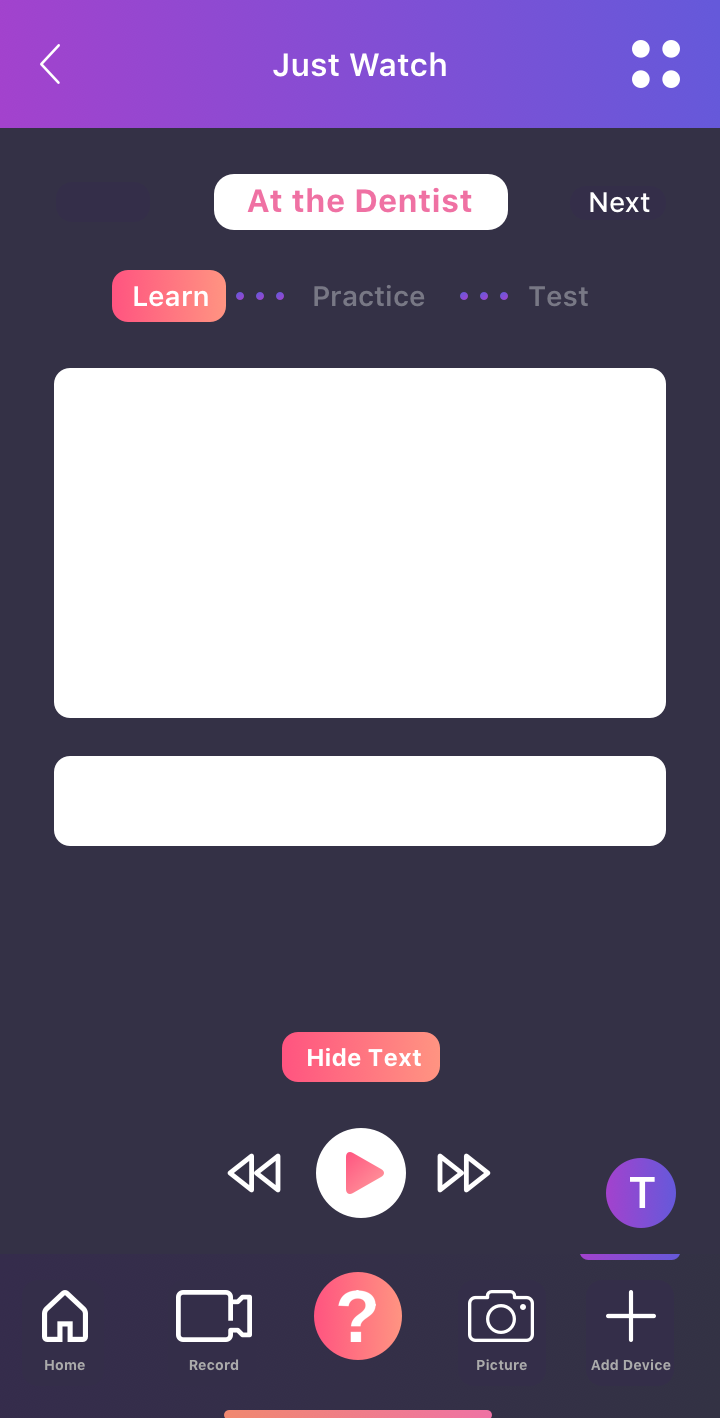 Just Watch
At the Dentist
Next
Learn
Practice
Test
Hide Text
T
?
Home
Record
Picture
Add Device